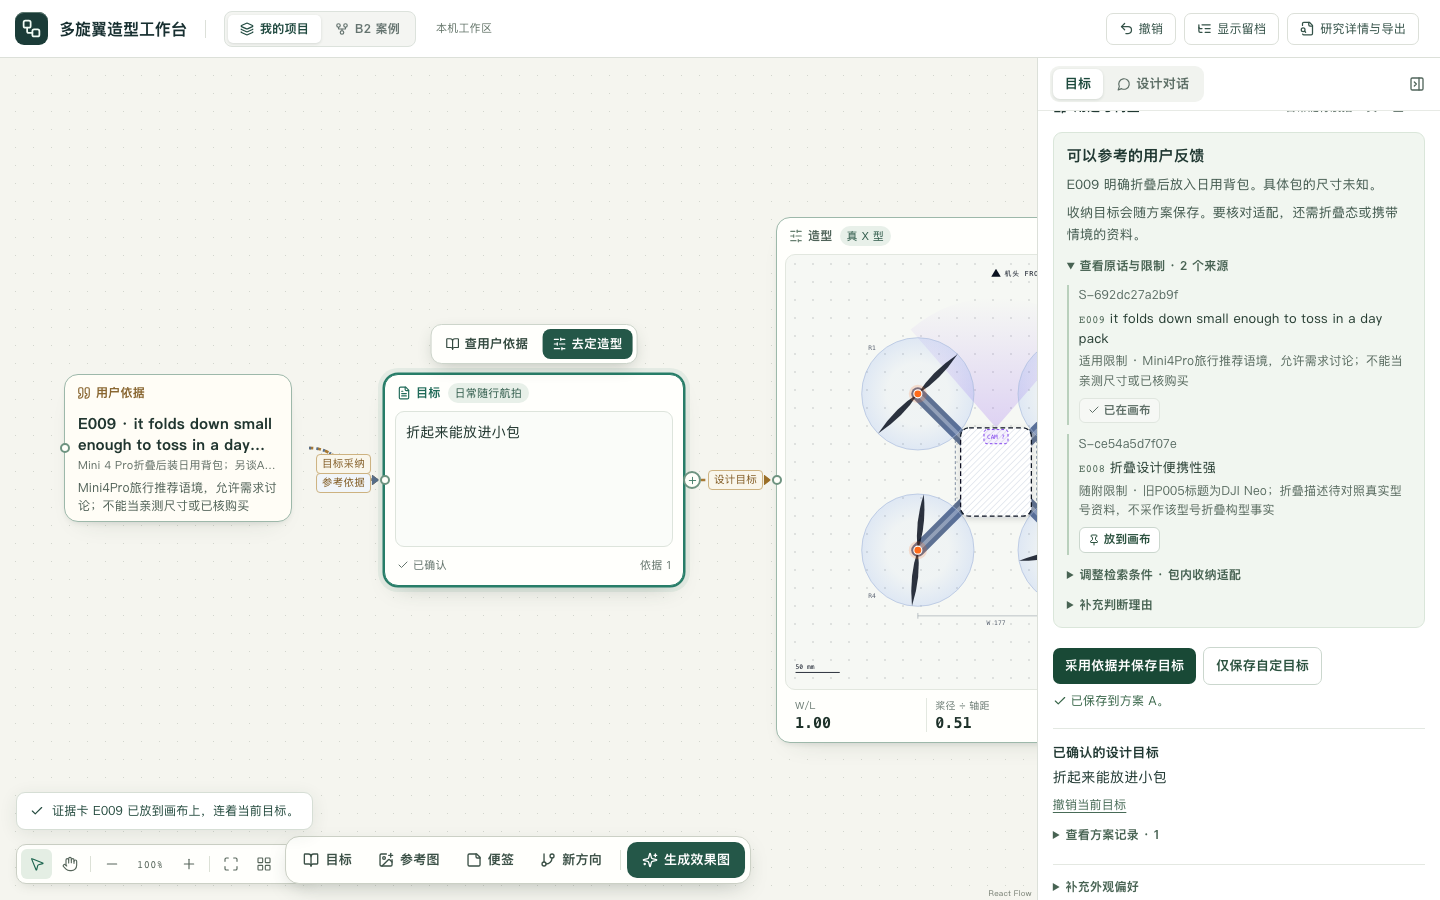 多旋翼造型工作台
我的项目
B2 案例
本机工作区
撤销
显示留档
研究详情与导出
目标
设计对话
可以参考的用户反馈
E009 明确折叠后放入日用背包。具体包的尺寸未知。
收纳目标会随方案保存。要核对适配，还需折叠态或携带
情境的资料。
查看原话与限制 · 2 个来源
S-692dc27a2b9f
E009 it folds down small enough to toss in a day
pack
适用限制 · Mini4Pro旅行推荐语境，允许需求讨论；不能当
亲测尺寸或已核购买
已在画布
S-ce54a5d7f07e
E008 折叠设计便携性强
随附限制 · 旧P005标题为DJI Neo；折叠描述待对照真实型
号资料，不采作该型号折叠构型事实
放到画布
调整检索条件 · 包内收纳适配
补充判断理由
采用依据并保存目标
仅保存自定目标
已保存到方案 A。
已确认的设计目标
折起来能放进小包
撤销当前目标
查看方案记录 · 1
补充外观偏好
用户依据
E009 · it folds down small
enough to toss in a day...
Mini 4 Pro折叠后装日用背包；另谈A...
Mini4Pro旅行推荐语境，允许需求讨
论；不能当亲测尺寸或已核购买
目标采纳
参考依据
查用户依据
去定造型
目标
日常随行航拍
折起来能放进小包
已确认
依据 1
设计目标
造型
真 X 型
机头 FRO
R1
CAM ?
R4
W 177
50 mm
W/L
1.00
桨径 ÷ 轴距
0.51
证据卡 E009 已放到画布上，连着当前目标。
100%
目标
参考图
便签
新方向
生成效果图
React Flow